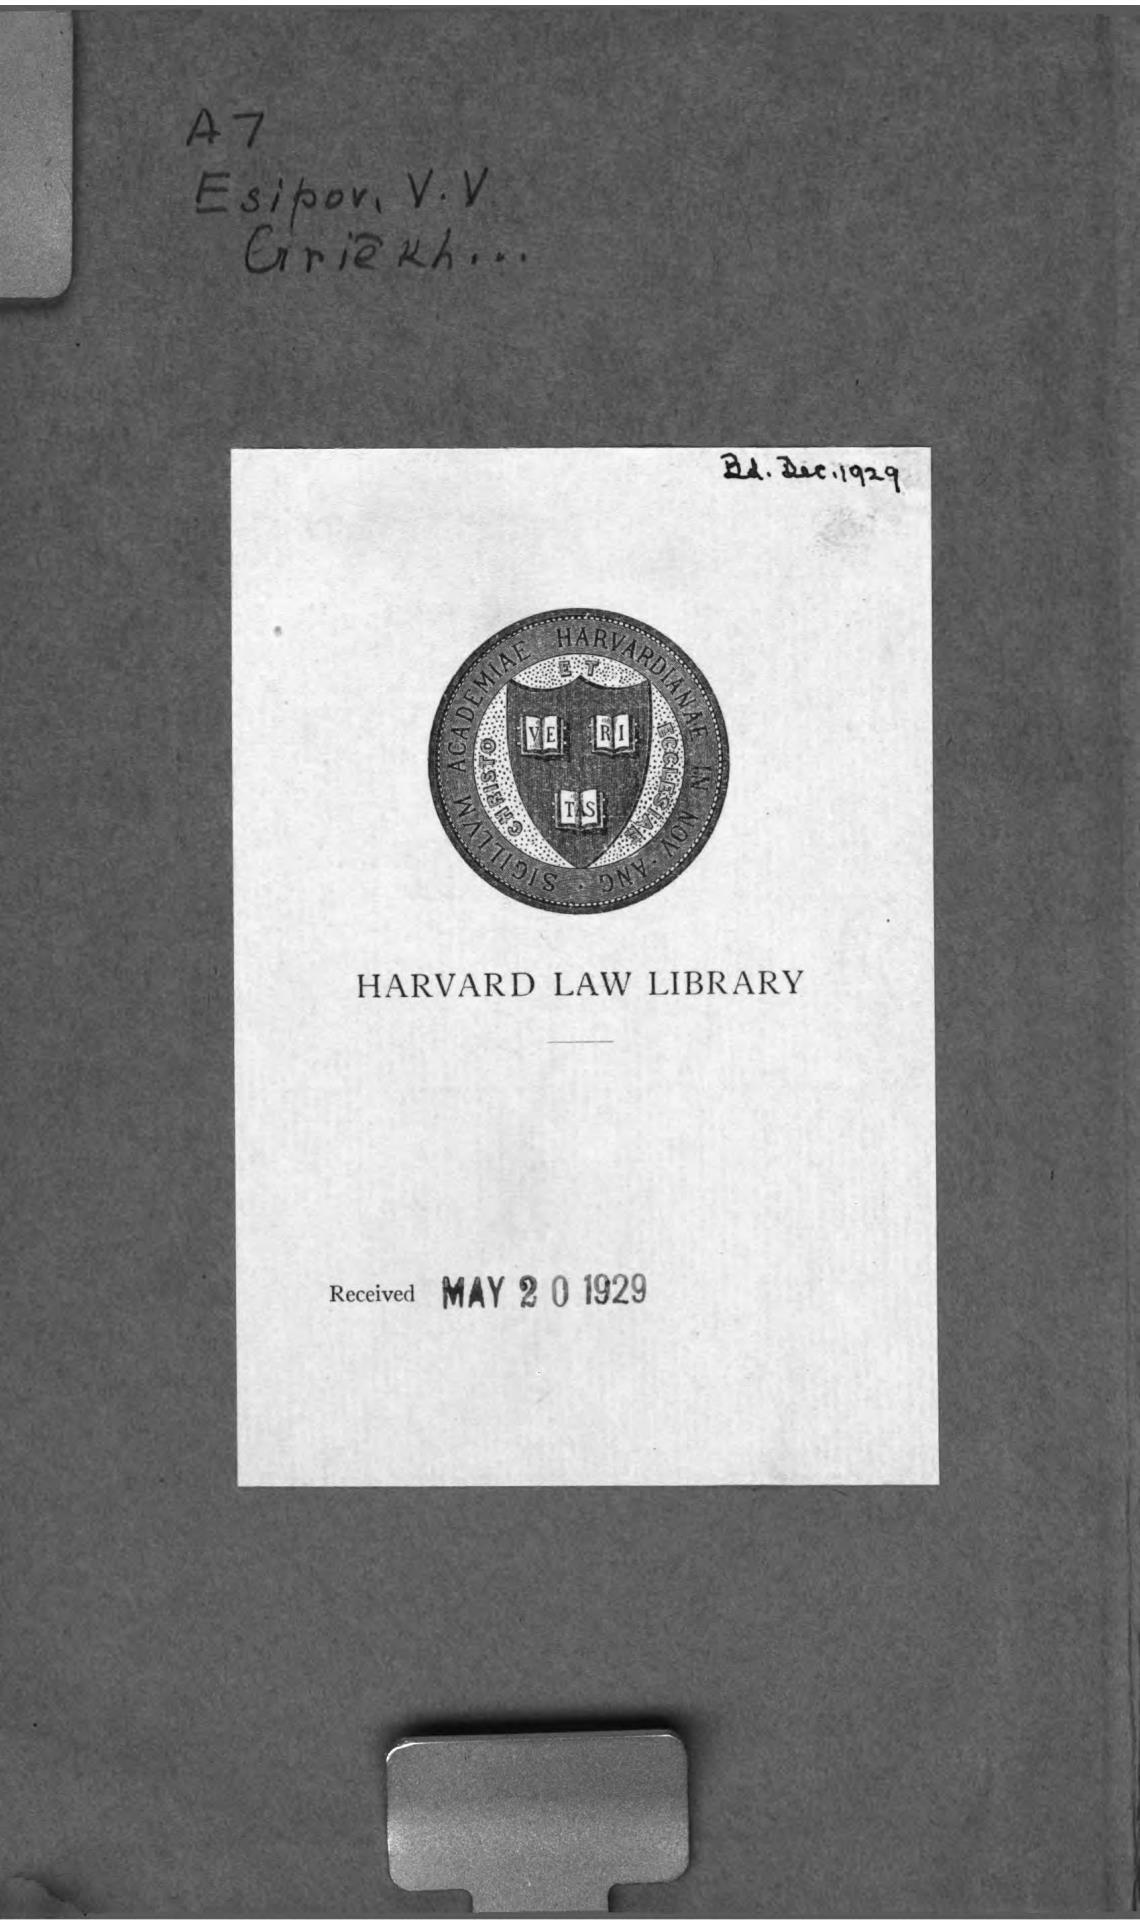 A7
Esipov, V.V.
Griēkh...
Bd. Dec. 1929
SIGILLVM ACADEMIAE HARVARDIANAE IN NOV. ANG.
CHRISTO ET ECCLESIAE
VE RI
TAS
HARVARD LAW LIBRARY
Received MAY 20 1929